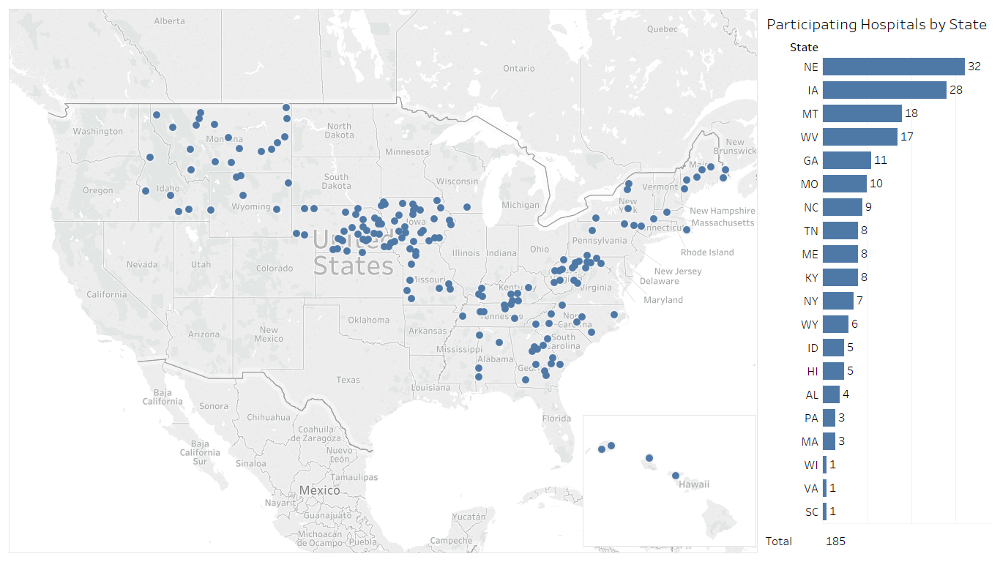 Alberta
Quebec
Ontario
Washington
Montana
North
Dakota
Minnesota
New
Brunswick
Maine
Oregon
Idaho
South
Dakota
Wisconsin
Michigan
Vermont
Wyoming
New
York
New Hampshire
Massachusetts
Iowa
Connecticut
Rhode Island
Nevada
Utah
Colorado
United
States
Illinois
Indiana
Ohio
Pennsylvania
New Jersey
Delaware
Maryland
California
Missouri
Kentucky
Virginia
Arizona
New
Mexico
Oklahoma
Arkansas
Tennessee
North
Carolina
South
Carolina
Mississippi
Alabama
Georgia
Texas
Louisiana
Florida
Baja
California
Sonora
Chihuahua
Coahuila
de Zaragoza
Baja
California
Sur
Sinaloa
Nuevo
León
Tamaulipas
Mexico
Nayarit
Guanajuato
Michoacán
de Ocampo
Puebla
Yucatán
Campeche
Hawaii
Participating Hospitals by State
State
NE 32
IA 28
MT 18
WV 17
GA 11
MO 10
NC 9
TN 8
ME 8
KY 8
NY 7
WY 6
ID 5
HI 5
AL 4
PA 3
MA 3
WI 1
VA 1
SC 1
Total 185